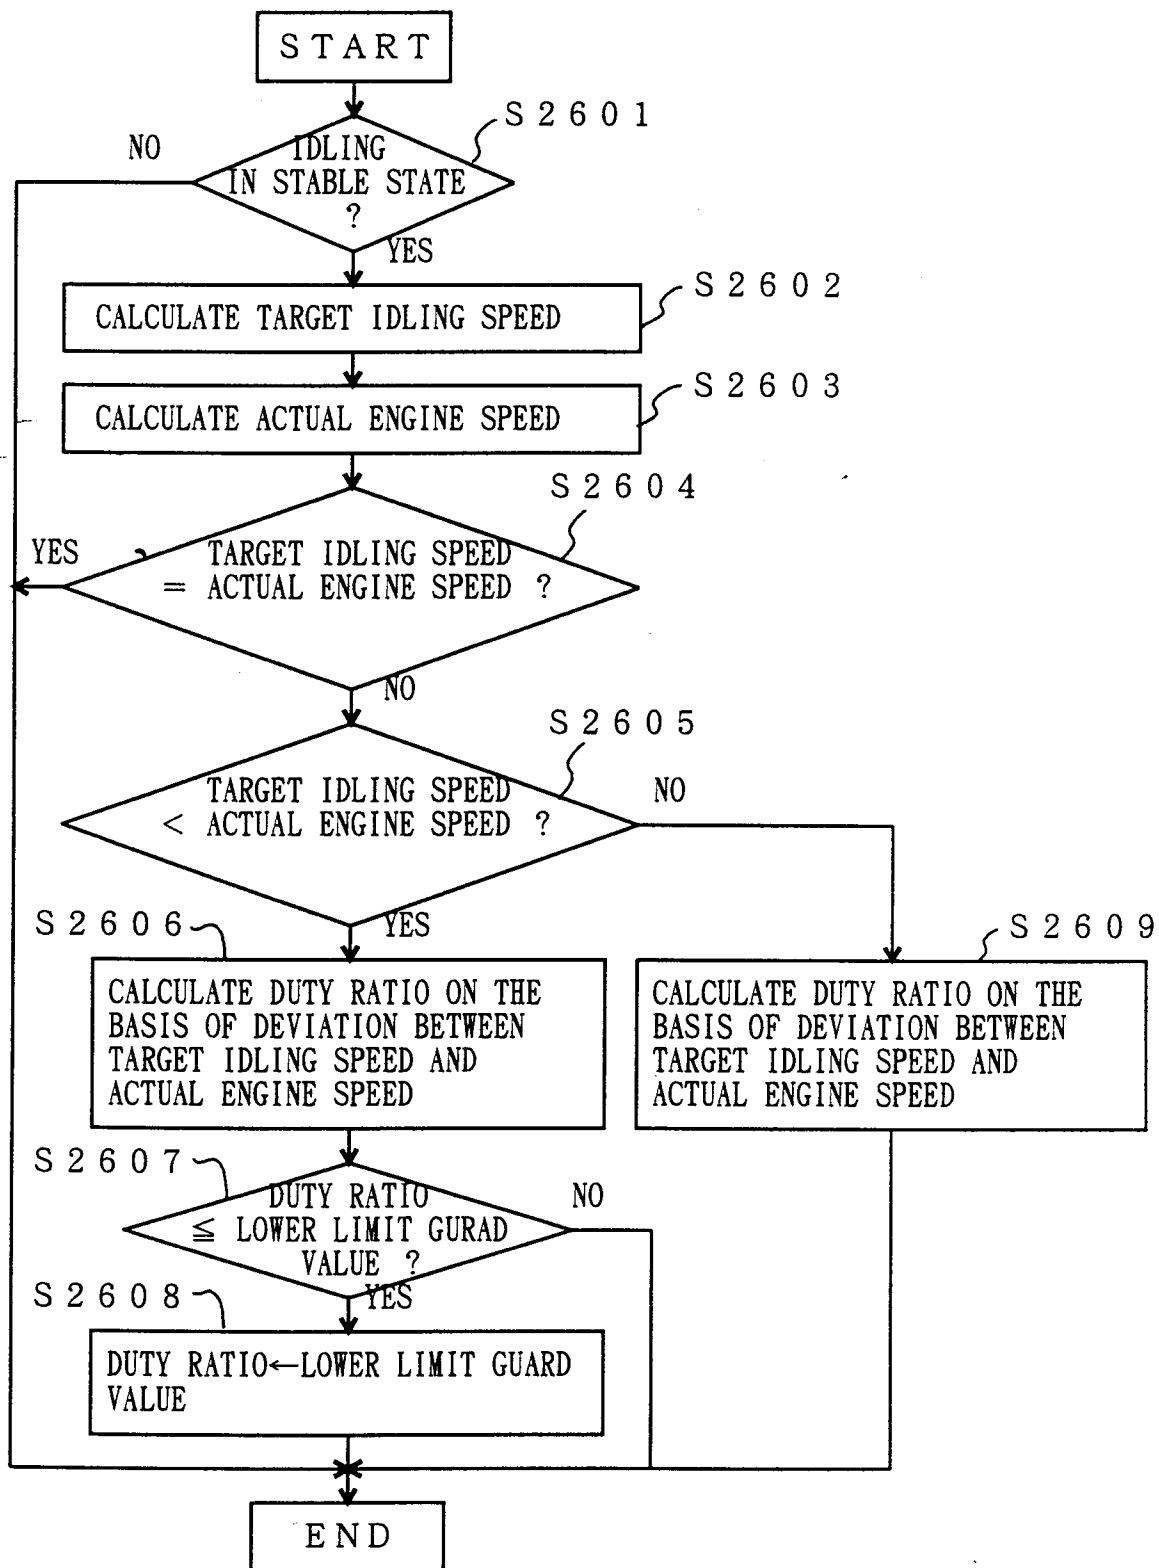 START
S2601
NO
IDLING
IN STABLE STATE
?
YES
S2602
CALCULATE TARGET IDLING SPEED
S2603
CALCULATE ACTUAL ENGINE SPEED
S2604
YES
TARGET IDLING SPEED
= ACTUAL ENGINE SPEED ?
NO
S2605
TARGET IDLING SPEED
< ACTUAL ENGINE SPEED ?
NO
YES
S2606
S2609
CALCULATE DUTY RATIO ON THE
BASIS OF DEVIATION BETWEEN
TARGET IDLING SPEED AND
ACTUAL ENGINE SPEED
CALCULATE DUTY RATIO ON THE
BASIS OF DEVIATION BETWEEN
TARGET IDLING SPEED AND
ACTUAL ENGINE SPEED
S2607
DUTY RATIO
≦ LOWER LIMIT GURAD
VALUE ?
NO
YES
S2608
DUTY RATIO←LOWER LIMIT GUARD
VALUE
END